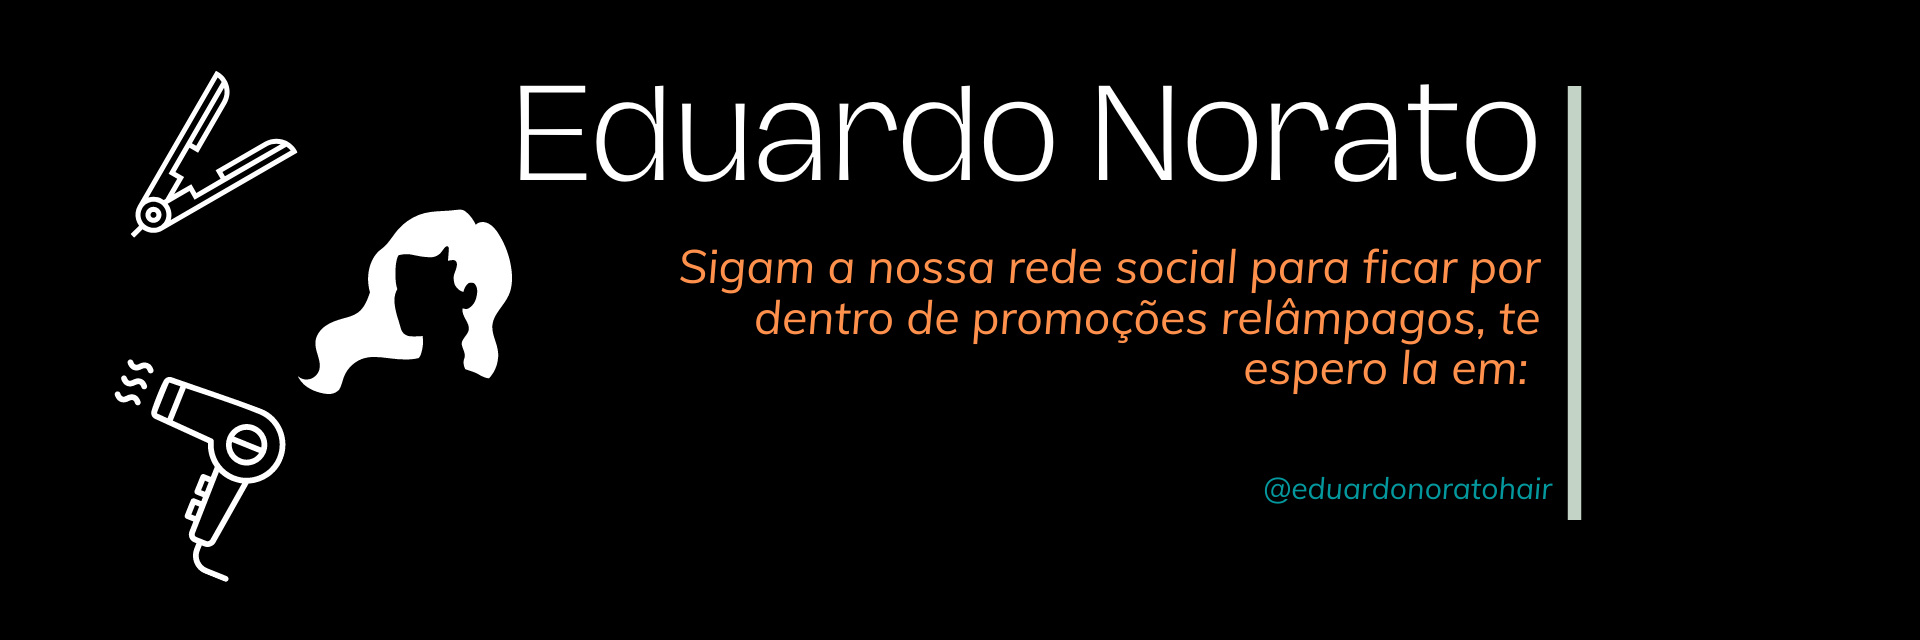 Eduardo Norato
Sigam a nossa rede social para ficar por
dentro de promoções relâmpagos, te
espero la em:
@eduardonoratohair